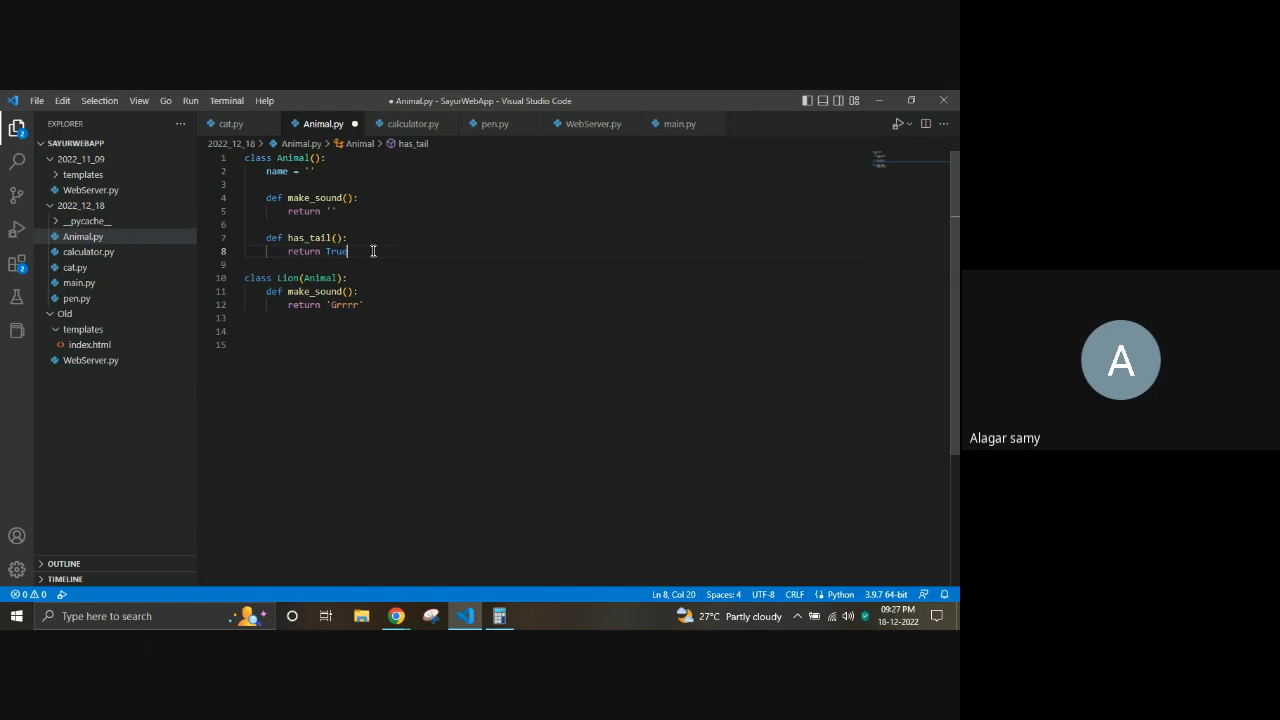 File Edit Selection View Go Run Terminal Help
● Animal.py - SayurWebApp - Visual Studio Code
EXPLORER ···
cat.py Animal.py ● calculator.py pen.py WebServer.py main.py
2022_12_18 > Animal.py > Animal > has_tail
SAYURWEBAPP
2022_11_09
templates
WebServer.py
2022_12_18
__pycache__
Animal.py
calculator.py
cat.py
main.py
pen.py
Old
templates
<> index.html
WebServer.py
OUTLINE
TIMELINE
1 class Animal():
2 name = ''
3
4 def make_sound():
5 return ''
6
7 def has_tail():
8 return True
9
10 class Lion(Animal):
11 def make_sound():
12 return 'Grrrr'
13
14
15
2
2
A
Alagar samy
0 0 Ln 8, Col 20 Spaces: 4 UTF-8 CRLF Python 3.9.7 64-bit
Type here to search
27°C Partly cloudy
09:27 PM
18-12-2022